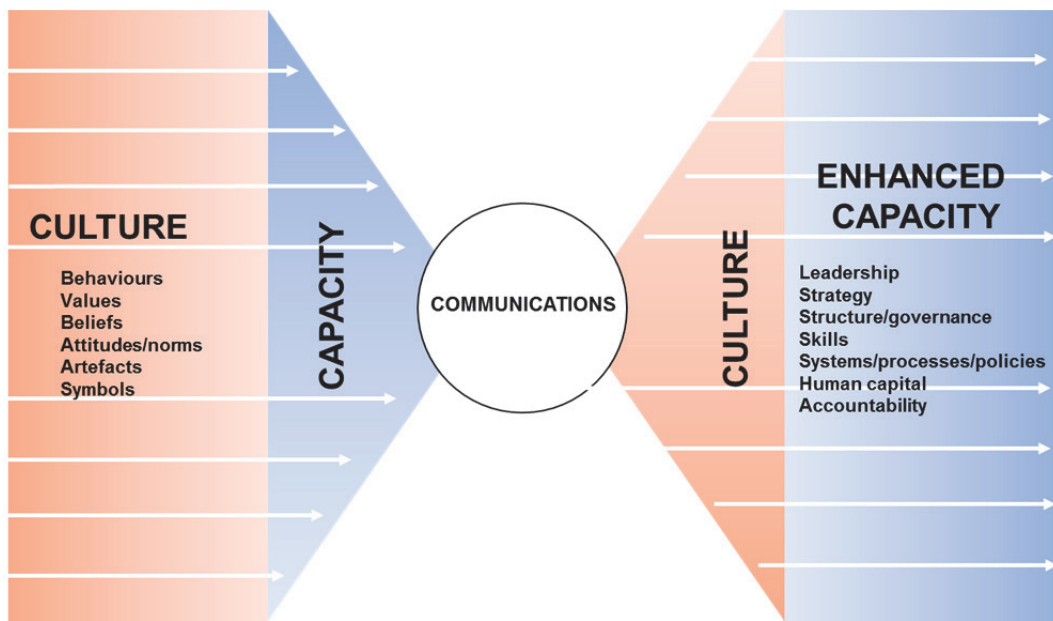 CULTURE
Behaviours
Values
Beliefs
Attitudes/norms
Artefacts
Symbols
CAPACITY
COMMUNICATIONS
CULTURE
ENHANCED
CAPACITY
Leadership
Strategy
Structure/governance
Skills
Systems/processes/policies
Human capital
Accountability